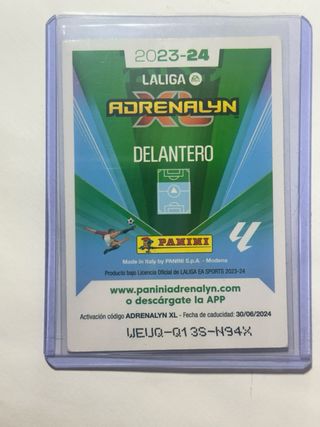 2023-24
LALIGA EA SPORTS
ADRENALYN
XL
DELANTERO
PANINI
Made in Italy by PANINI S.p.A. - Modena
Producto bajo Licencia Oficial de LALIGA EA SPORTS 2023-24
www.paniniadrenalyn.com
o descárgate la APP
Activación código ADRENALYN XL - Fecha de caducidad: 30/06/2024
WEUQ-Q13S-N94X